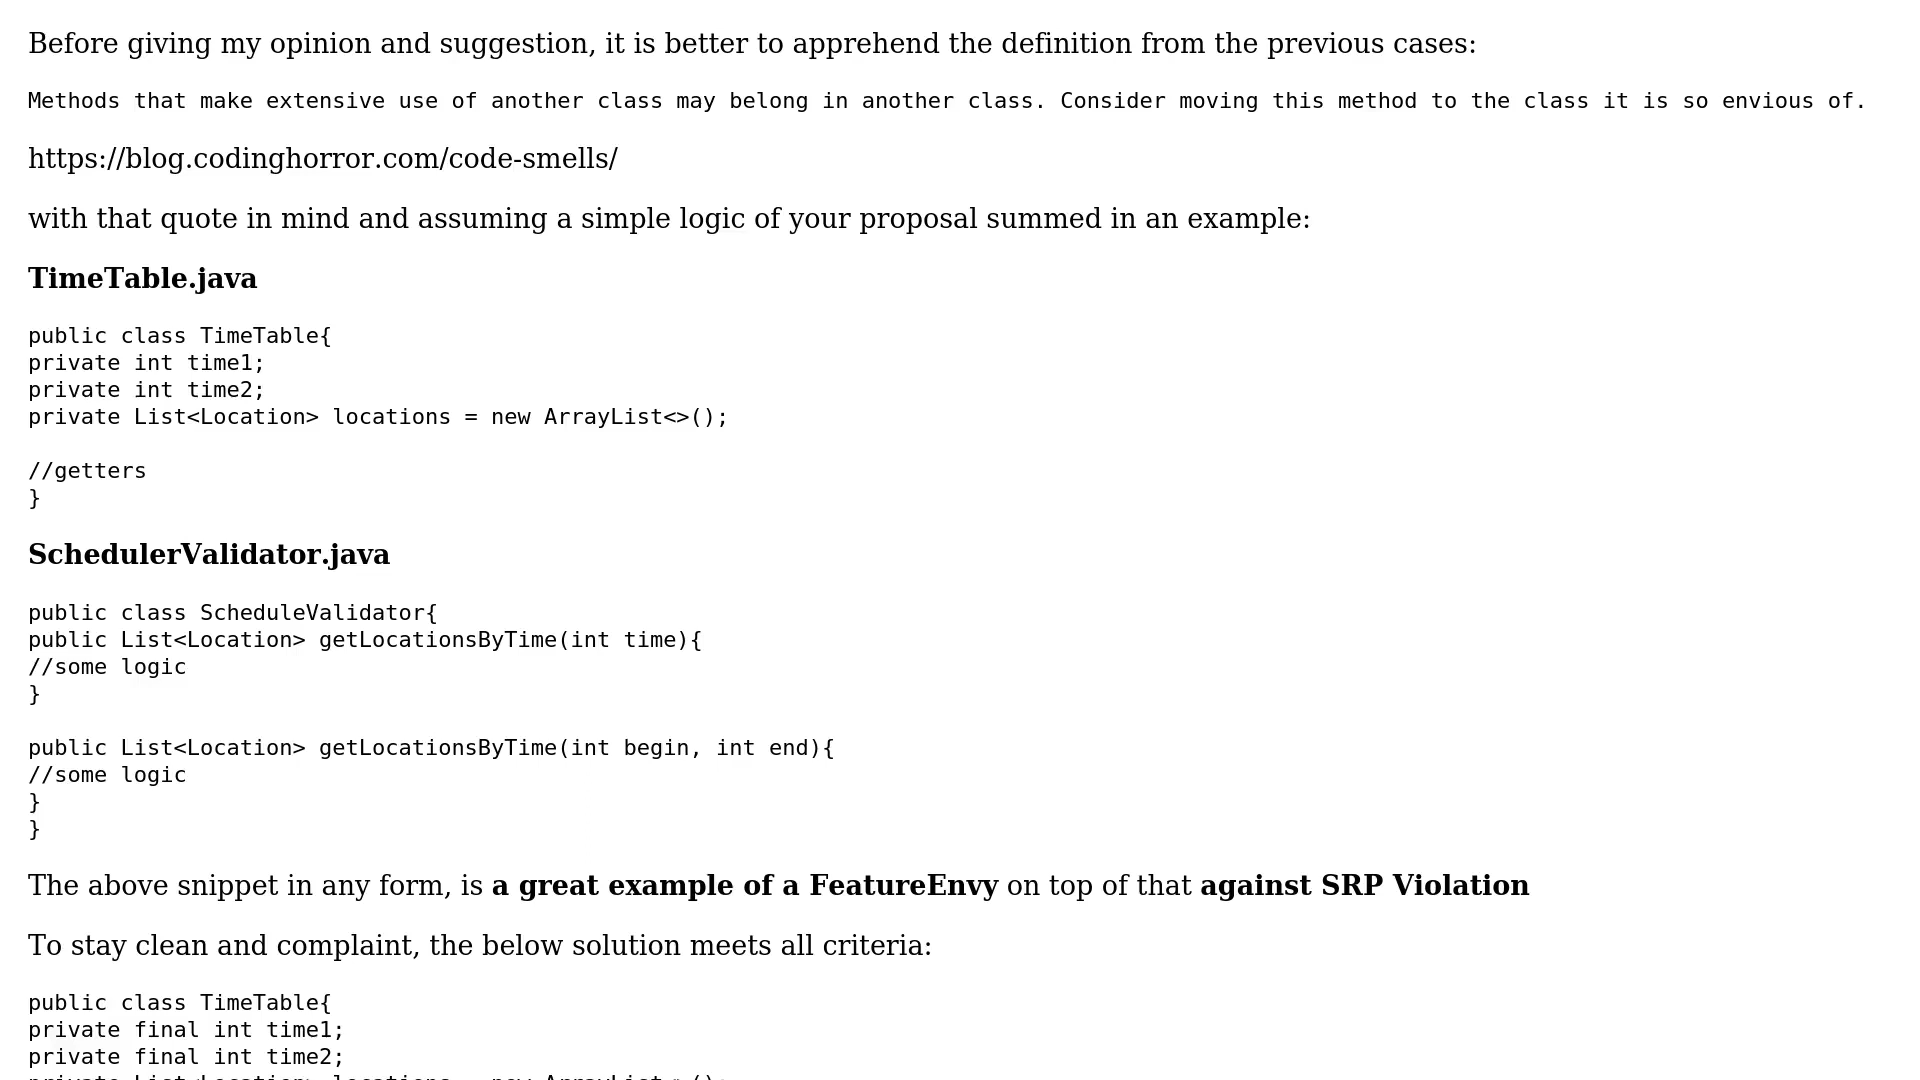 Before giving my opinion and suggestion, it is better to apprehend the definition from the previous cases:
Methods that make extensive use of another class may belong in another class. Consider moving this method to the class it is so envious of.
https://blog.codinghorror.com/code-smells/
with that quote in mind and assuming a simple logic of your proposal summed in an example:
TimeTable.java
public class TimeTable{
private int time1;
private int time2;
private List<Location> locations = new ArrayList<>();
//getters
}
SchedulerValidator.java
public class ScheduleValidator{
public List<Location> getLocationsByTime(int time){
//some logic
}
public List<Location> getLocationsByTime(int begin, int end){
//some logic
}
}
The above snippet in any form, is a great example of a FeatureEnvy on top of that against SRP Violation
To stay clean and complaint, the below solution meets all criteria:
public class TimeTable{
private final int time1;
private final int time2;
private List<Location> locations = new ArrayList<>();